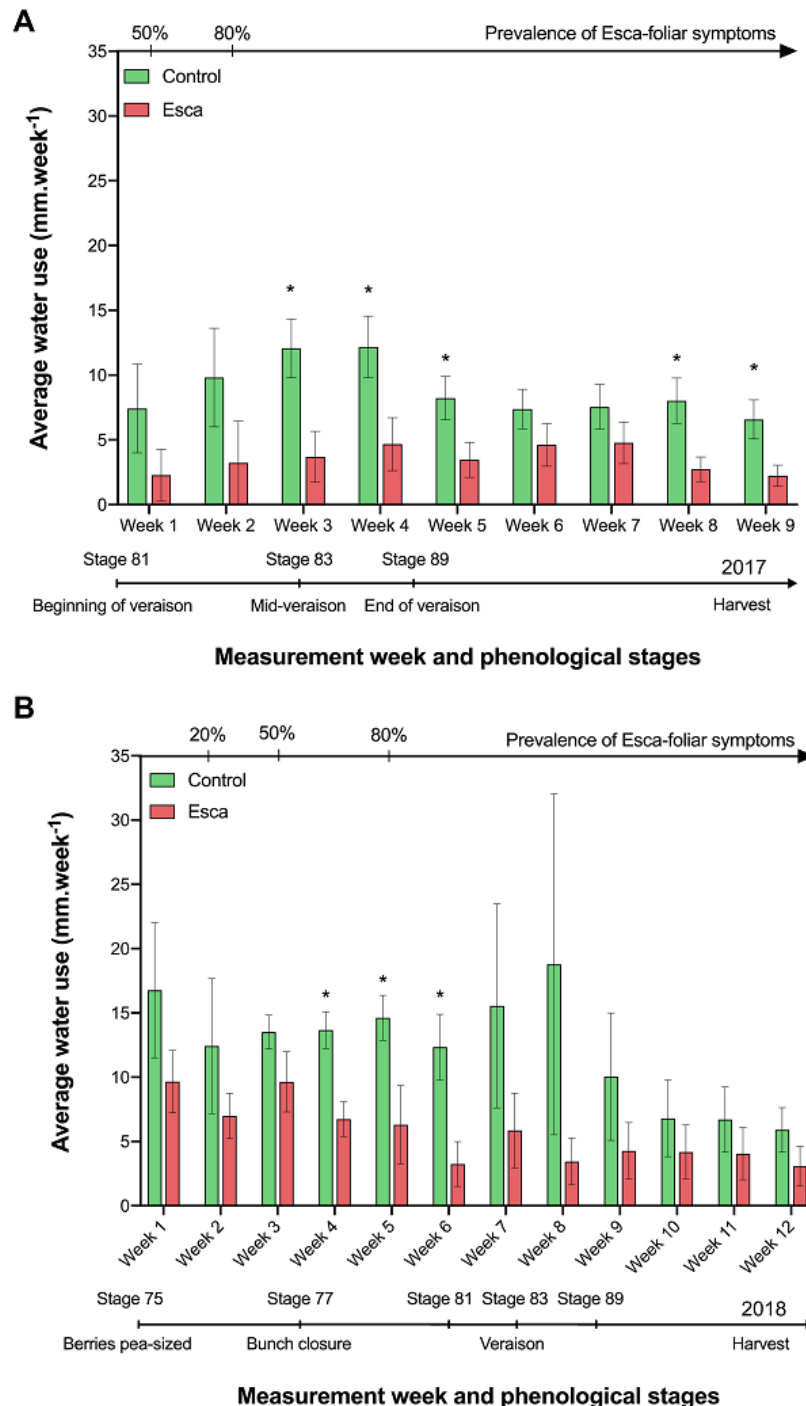 A
50% 80% Prevalence of Esca-foliar symptoms
35
Control
Esca
30
25
20
15
10
5
0
Average water use (mm.week⁻¹)
* * * * *
Week 1 Week 2 Week 3 Week 4 Week 5 Week 6 Week 7 Week 8 Week 9
Stage 81 Stage 83 Stage 89 2017
Beginning of veraison Mid-veraison End of veraison Harvest
Measurement week and phenological stages
B
20% 50% 80% Prevalence of Esca-foliar symptoms
35
Control
Esca
30
25
20
15
10
5
0
Average water use (mm.week⁻¹)
* * *
Week 1 Week 2 Week 3 Week 4 Week 5 Week 6 Week 7 Week 8 Week 9 Week 10 Week 11 Week 12
Stage 75 Stage 77 Stage 81 Stage 83 Stage 89 2018
Berries pea-sized Bunch closure Veraison Harvest
Measurement week and phenological stages